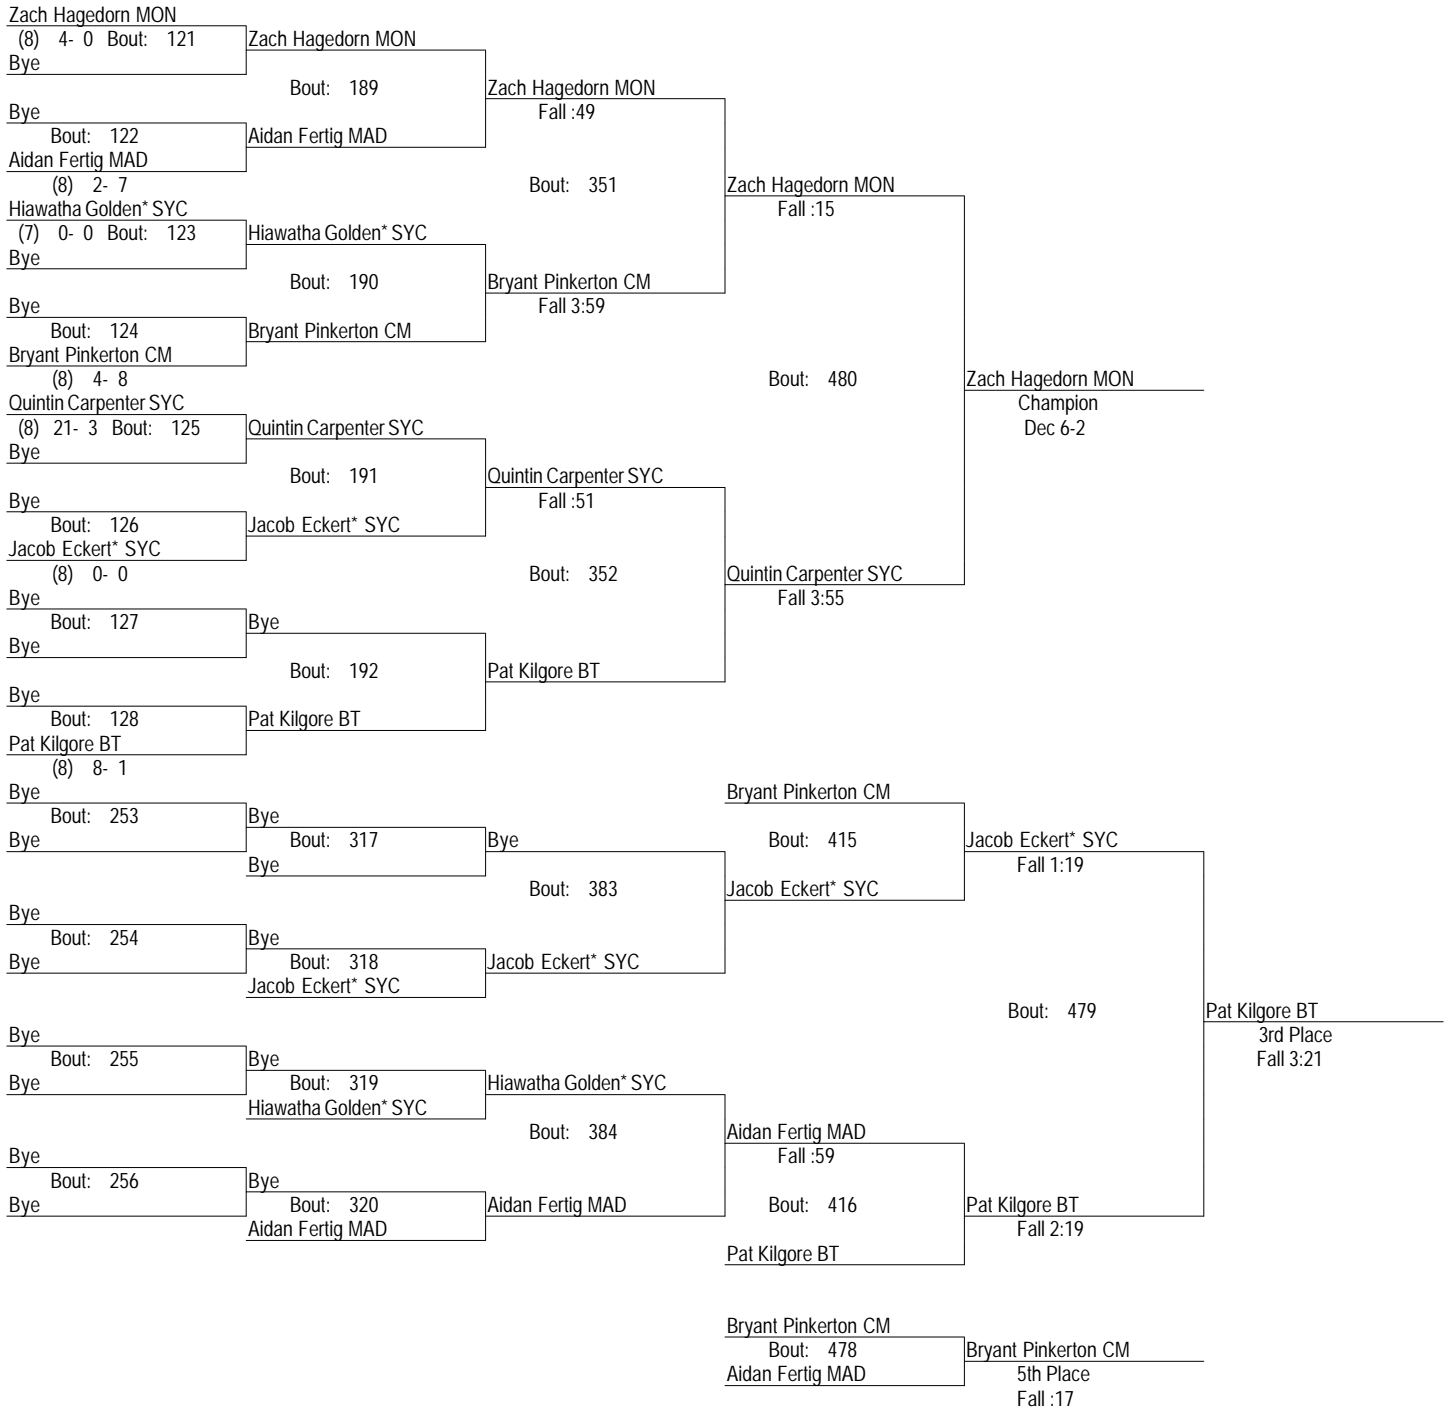 Zach Hagedorn MON
(8) 4- 0 Bout: 121
Zach Hagedorn MON
Bye
Bout: 189
Zach Hagedorn MON
Bye
Fall :49
Bout: 122
Aidan Fertig MAD
Aidan Fertig MAD
(8) 2- 7
Bout: 351
Zach Hagedorn MON
Hiawatha Golden* SYC
Fall :15
(7) 0- 0 Bout: 123
Hiawatha Golden* SYC
Bye
Bout: 190
Bryant Pinkerton CM
Bye
Fall 3:59
Bout: 124
Bryant Pinkerton CM
Bryant Pinkerton CM
(8) 4- 8
Bout: 480
Zach Hagedorn MON
Quintin Carpenter SYC
Champion
(8) 21- 3 Bout: 125
Quintin Carpenter SYC
Dec 6-2
Bye
Bout: 191
Quintin Carpenter SYC
Bye
Fall :51
Bout: 126
Jacob Eckert* SYC
Jacob Eckert* SYC
(8) 0- 0
Bout: 352
Quintin Carpenter SYC
Bye
Fall 3:55
Bout: 127
Bye
Bye
Bout: 192
Pat Kilgore BT
Bye
Bout: 128
Pat Kilgore BT
Pat Kilgore BT
(8) 8- 1
Bye
Bryant Pinkerton CM
Bout: 253
Bye
Bye
Bout: 317
Bye
Bout: 415
Jacob Eckert* SYC
Bye
Fall 1:19
Bout: 383
Jacob Eckert* SYC
Bye
Bout: 254
Bye
Bye
Bout: 318
Jacob Eckert* SYC
Jacob Eckert* SYC
Bout: 479
Pat Kilgore BT
Bye
3rd Place
Bout: 255
Bye
Fall 3:21
Bye
Bout: 319
Hiawatha Golden* SYC
Hiawatha Golden* SYC
Bout: 384
Aidan Fertig MAD
Bye
Fall :59
Bout: 256
Bye
Bye
Bout: 320
Aidan Fertig MAD
Bout: 416
Pat Kilgore BT
Aidan Fertig MAD
Fall 2:19
Pat Kilgore BT
Bryant Pinkerton CM
Bout: 478
Bryant Pinkerton CM
Aidan Fertig MAD
5th Place
Fall :17